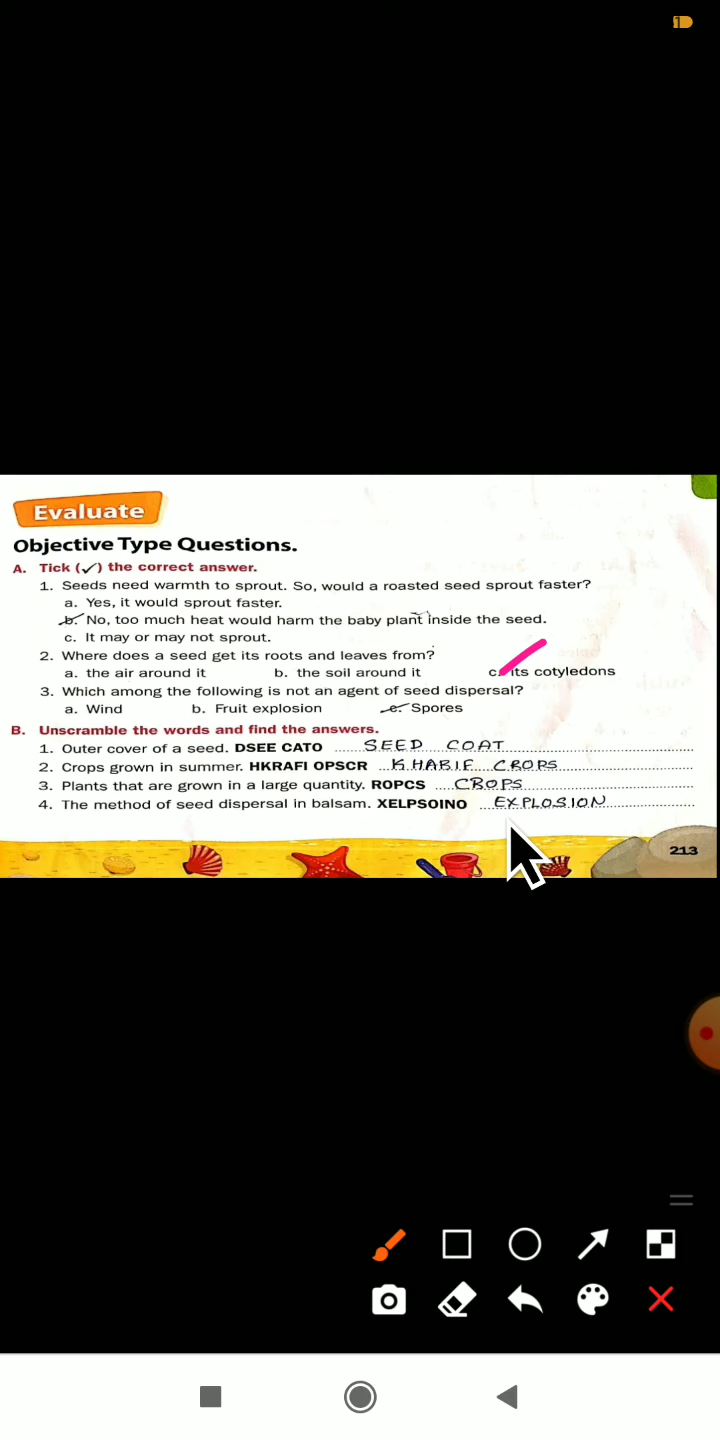 Evaluate
Objective Type Questions.
A. Tick (✓) the correct answer.
1. Seeds need warmth to sprout. So, would a roasted seed sprout faster?
a. Yes, it would sprout faster.
b. No, too much heat would harm the baby plant inside the seed.
c. It may or may not sprout.
2. Where does a seed get its roots and leaves from?
a. the air around it b. the soil around it c. its cotyledons
3. Which among the following is not an agent of seed dispersal?
a. Wind b. Fruit explosion c. Spores
B. Unscramble the words and find the answers.
1. Outer cover of a seed. DSEE CATO SEED COAT
2. Crops grown in summer. HKRAFI OPSCR KHARIF CROPS
3. Plants that are grown in a large quantity. ROPCS CROPS
4. The method of seed dispersal in balsam. XELPSOINO EXPLOSION
213